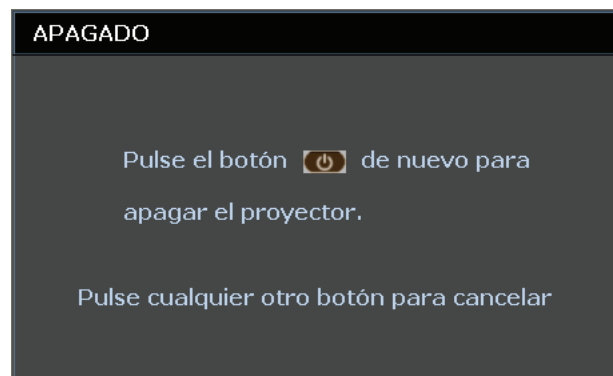 APAGADO
Pulse el botón de nuevo para
apagar el proyector.
Pulse cualquier otro botón para cancelar